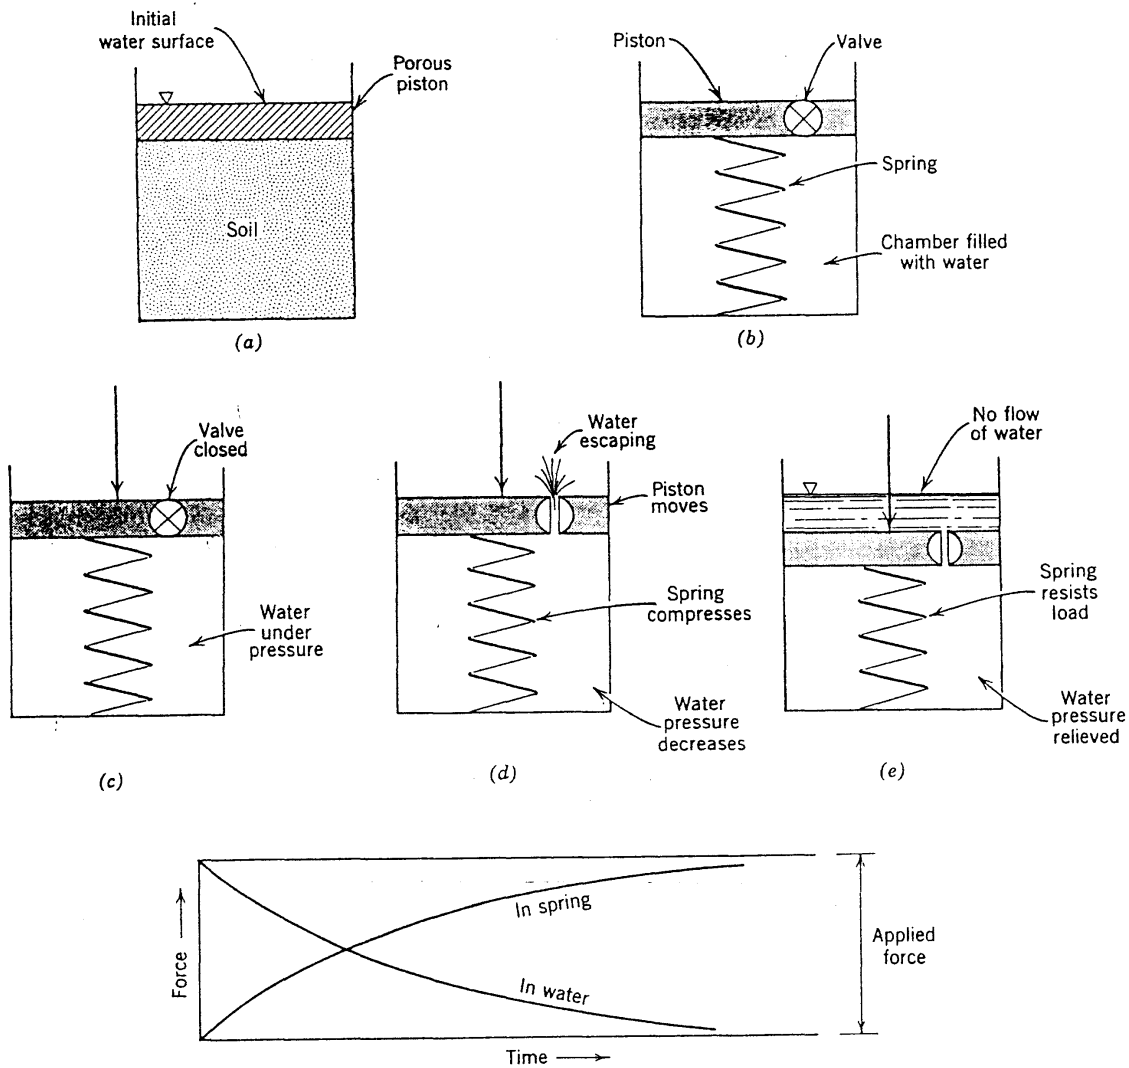 Initial
water surface
Porous
piston
Soil
(a)
Piston
Valve
Spring
Chamber filled
with water
(b)
Valve
closed
Water
under
pressure
(c)
Water
escaping
Piston
moves
Spring
compresses
Water
pressure
decreases
(d)
No flow
of water
Spring
resists
load
Water
pressure
relieved
(e)
Force
In spring
In water
Applied
force
Time